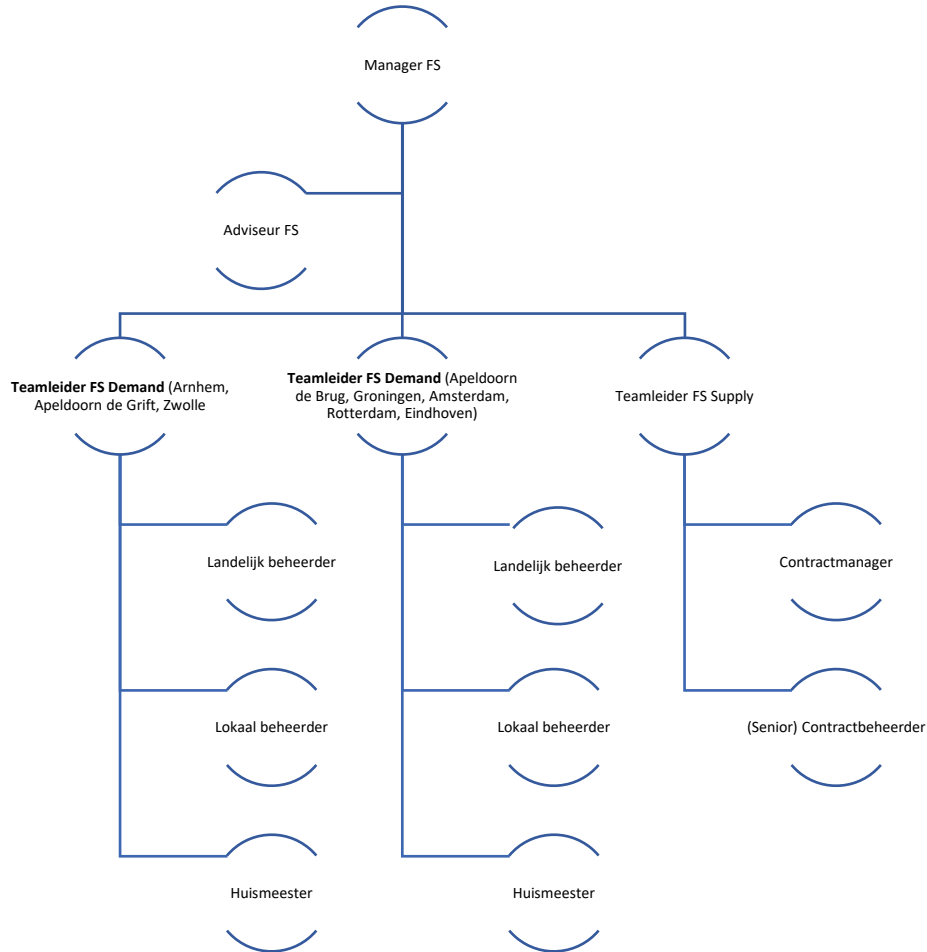 Manager FS
Adviseur FS
Teamleider FS Demand (Arnhem,
Apeldoorn de Grift, Zwolle
Teamleider FS Demand (Apeldoorn
de Brug, Groningen, Amsterdam,
Rotterdam, Eindhoven)
Teamleider FS Supply
Landelijk beheerder
Landelijk beheerder
Contractmanager
Lokaal beheerder
Lokaal beheerder
(Senior) Contractbeheerder
Huismeester
Huismeester